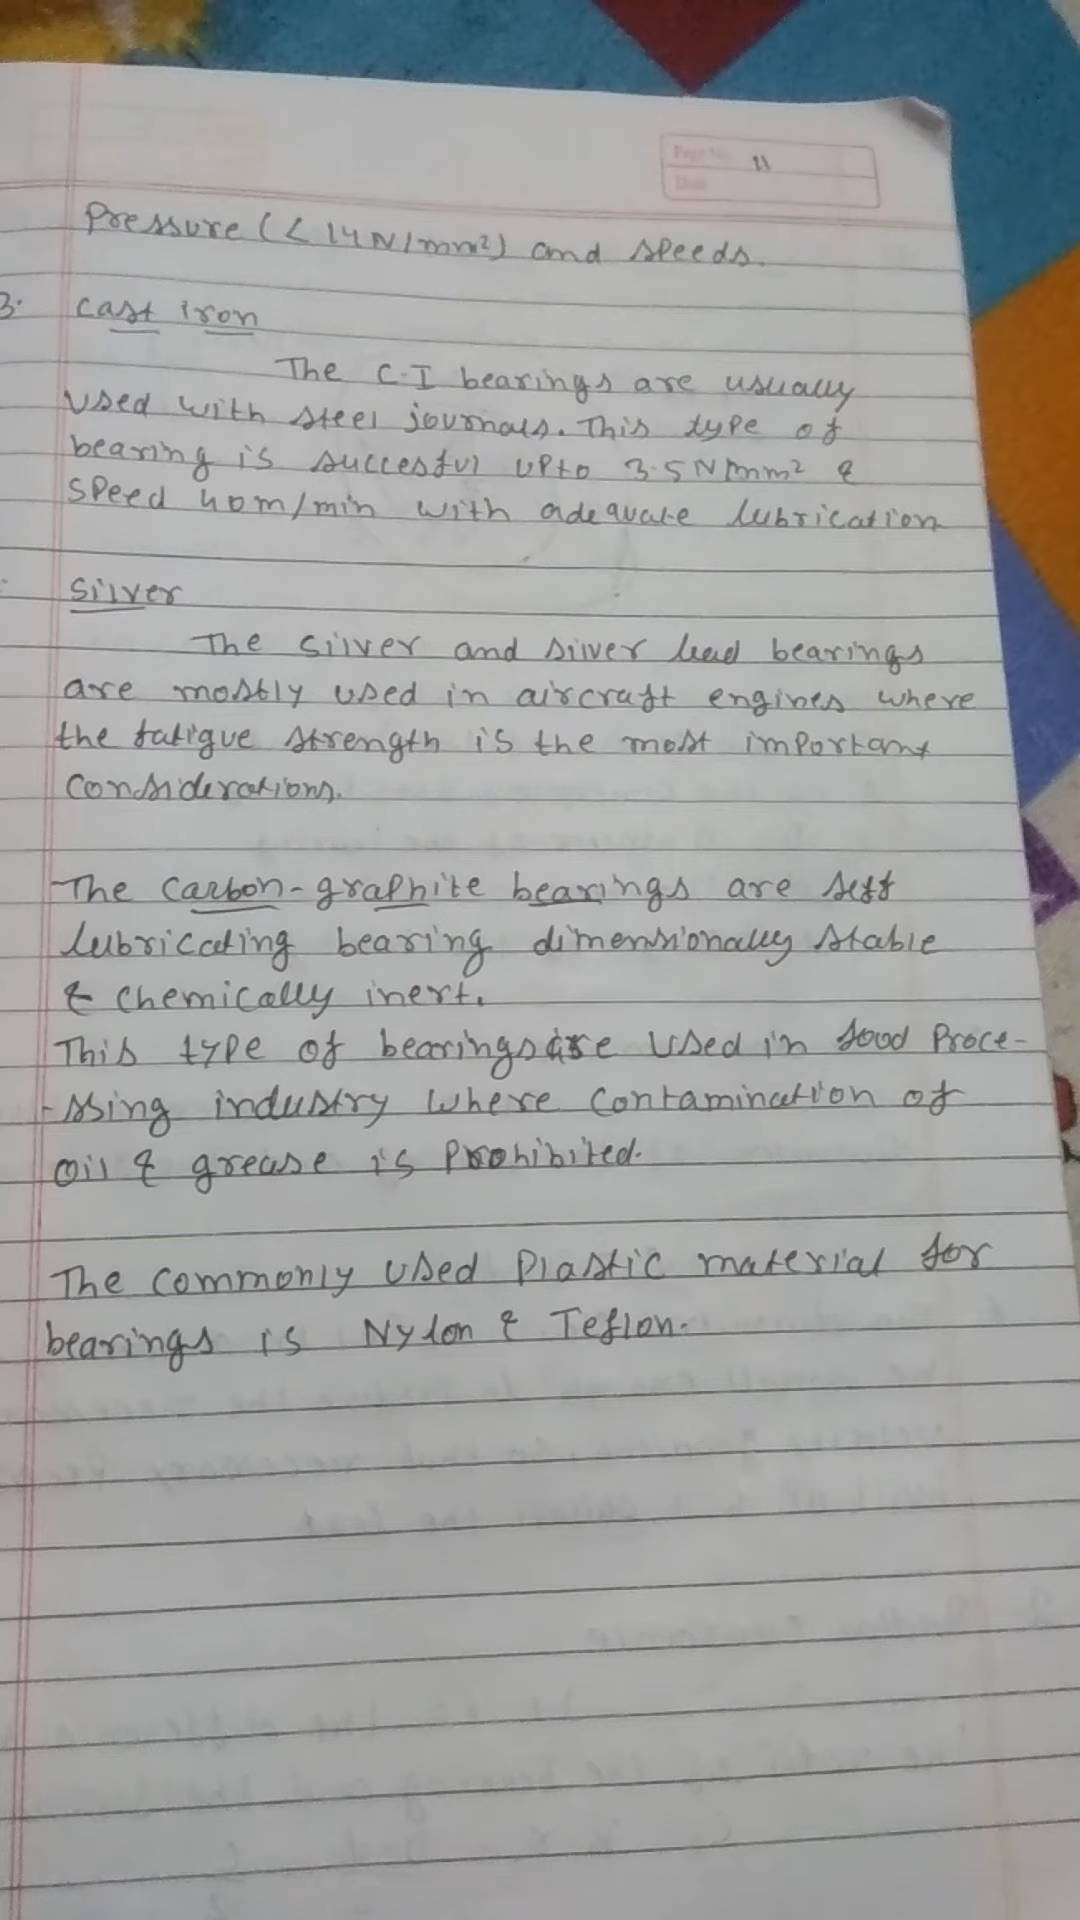 Page No. 11
Date
Pressure (< 14 N/mm²) and speeds.
3. Cast iron
The C.I bearings are usually
used with steel journals. This type of
bearing is succesful upto 3.5 N/mm² &
speed 40m/min with adequate lubrication
Silver
The silver and silver lead bearings
are mostly used in aircraft engines where
the fatigue strength is the most important
considerations.
The Carbon-graphite bearings are self
lubricating bearing dimensionally stable
& chemically inert.
This type of bearings are used in food Proce-
-ssing industry where contamination of
oil & grease is Prohibited.
The commonly used Plastic material for
bearings is Nylon & Teflon.